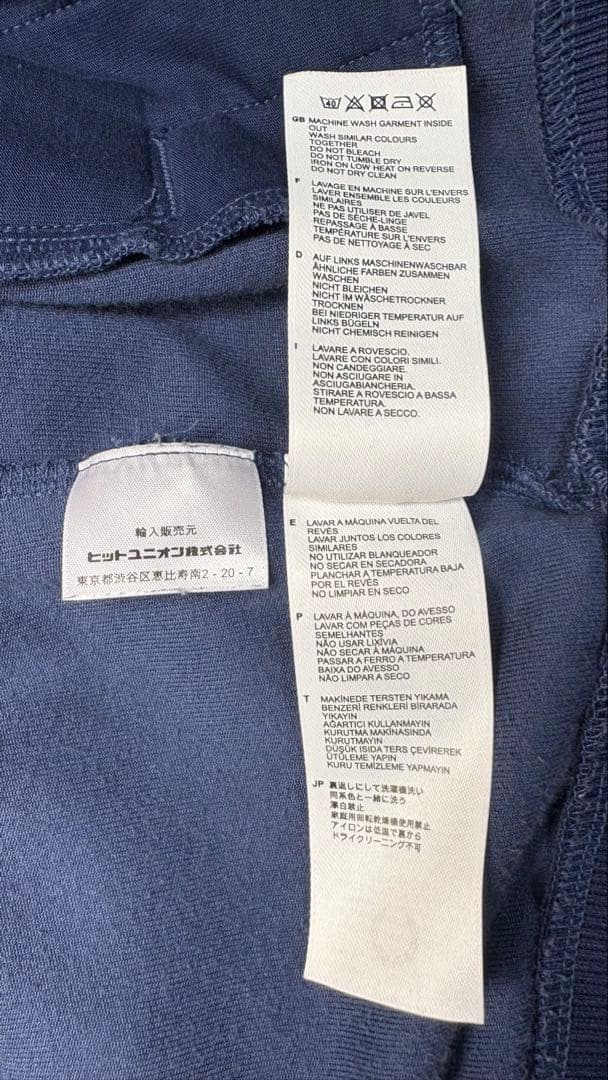 40
GB MACHINE WASH GARMENT INSIDE
OUT
WASH SIMILAR COLOURS
TOGETHER
DO NOT BLEACH
DO NOT TUMBLE DRY
IRON ON LOW HEAT ON REVERSE
DO NOT DRY CLEAN
F LAVAGE EN MACHINE SUR L'ENVERS
LAVER ENSEMBLE LES COULEURS
SIMILAIRES
NE PAS UTILISER DE JAVEL
PAS DE SÈCHE-LINGE
REPASSAGE À BASSE
TEMPÉRATURE SUR L'ENVERS
PAS DE NETTOYAGE À SEC
D AUF LINKS MASCHINENWASCHBAR
ÄHNLICHE FARBEN ZUSAMMEN
WASCHEN
NICHT BLEICHEN
NICHT IM WÄSCHETROCKNER
TROCKNEN
BEI NIEDRIGER TEMPERATUR AUF
LINKS BÜGELN
NICHT CHEMISCH REINIGEN
I LAVARE A ROVESCIO.
LAVARE CON COLORI SIMILI.
NON CANDEGGIARE.
NON ASCIUGARE IN
ASCIUGABIANCHERIA.
STIRARE A ROVESCIO A BASSA
TEMPERATURA.
NON LAVARE A SECCO.
E LAVAR A MÁQUINA VUELTA DEL
REVÉS
LAVAR JUNTOS LOS COLORES
SIMILARES
NO UTILIZAR BLANQUEADOR
NO SECAR EN SECADORA
PLANCHAR A TEMPERATURA BAJA
POR EL REVÉS
NO LIMPIAR EN SECO
P LAVAR À MÁQUINA, DO AVESSO
LAVAR COM PEÇAS DE CORES
SEMELHANTES
NÃO USAR LIXÍVIA
NÃO SECAR À MÁQUINA
PASSAR A FERRO A TEMPERATURA
BAIXA DO AVESSO
NÃO LIMPAR A SECO
T MAKİNEDE TERSTEN YIKAMA
BENZERİ RENKLERİ BİRARADA
YIKAYIN
AĞARTICI KULLANMAYIN
KURUTMA MAKİNASINDA
KURUTMAYIN
DÜŞÜK ISIDA TERS ÇEVİREREK
ÜTÜLEME YAPIN
KURU TEMİZLEME YAPMAYIN
JP 裏返しにして洗濯機洗い
同系色と一緒に洗う
漂白禁止
家庭用回転乾燥機使用禁止
アイロンは低温で裏から
ドライクリーニング不可
輸入販売元
ヒットユニオン株式会社
東京都渋谷区恵比寿南2-20-7